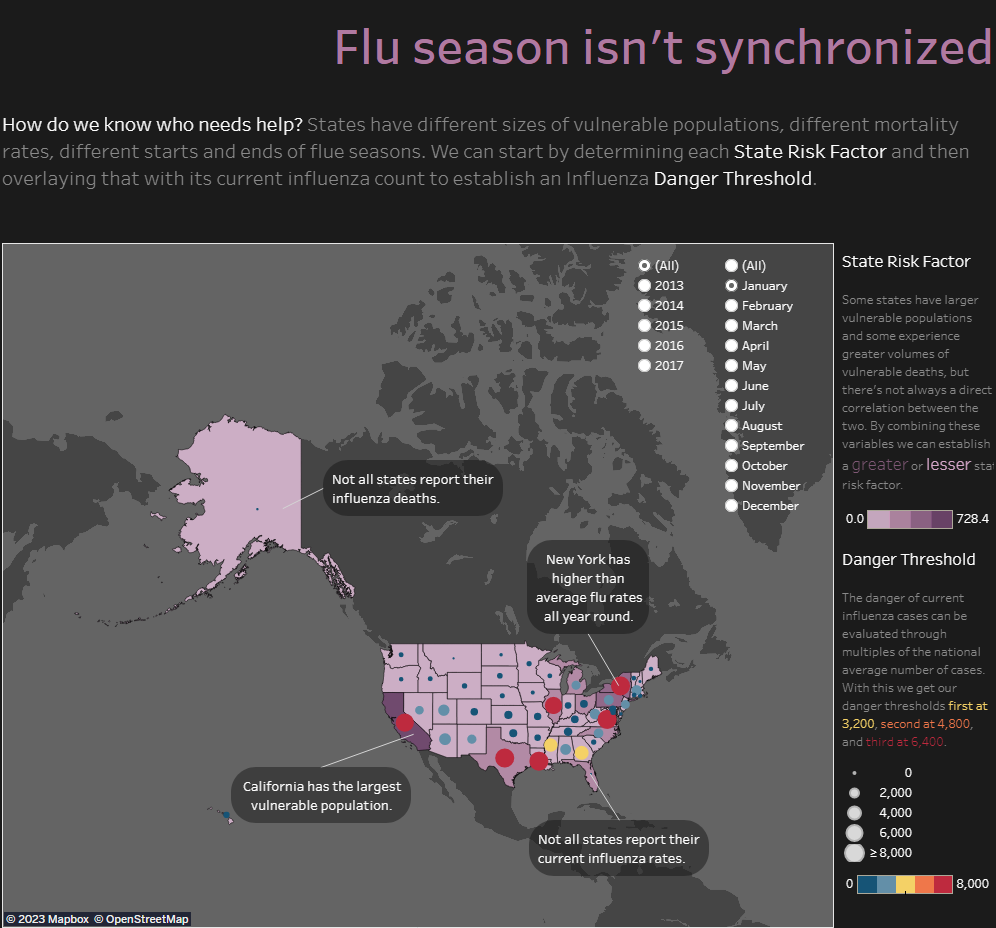 Flu season isn't synchronized
How do we know who needs help? States have different sizes of vulnerable populations, different mortality
rates, different starts and ends of flue seasons. We can start by determining each State Risk Factor and then
overlaying that with its current influenza count to establish an Influenza Danger Threshold.
(All)
2013
2014
2015
2016
2017
(All)
January
February
March
April
May
June
July
August
September
October
November
December
Not all states report their
influenza deaths.
New York has
higher than
average flu rates
all year round.
California has the largest
vulnerable population.
Not all states report their
current influenza rates.
© 2023 Mapbox © OpenStreetMap
State Risk Factor
Some states have larger
vulnerable populations
and some experience
greater volumes of
vulnerable deaths, but
there's not always a direct
correlation between the
two. By combining these
variables we can establish
a greater or lesser stat
risk factor.
0.0 728.4
Danger Threshold
The danger of current
influenza cases can be
evaluated through
multiples of the national
average number of cases.
With this we get our
danger thresholds first at
3,200, second at 4,800,
and third at 6,400.
0
2,000
4,000
6,000
≥ 8,000
0 8,000